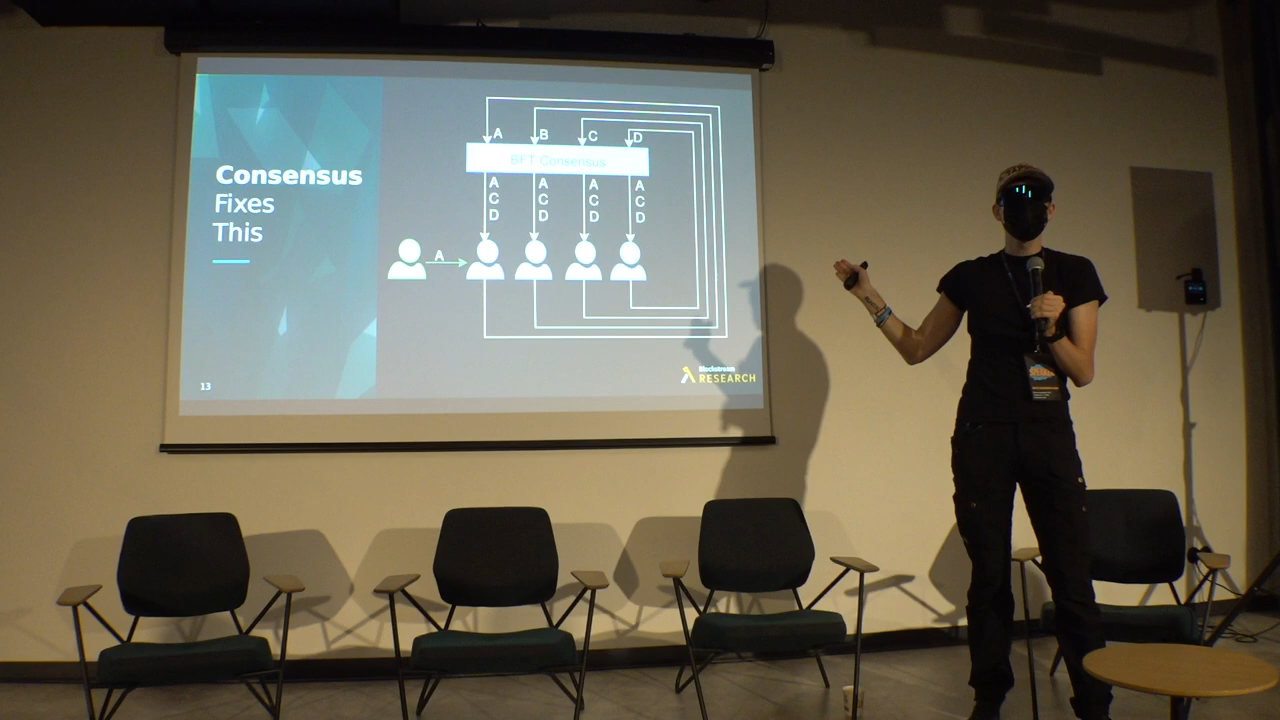 Consensus
Fixes
This
A
B
C
D
BFT Consensus
A
C
D
A
C
D
A
C
D
A
C
D
A
13
Blockstream
RESEARCH